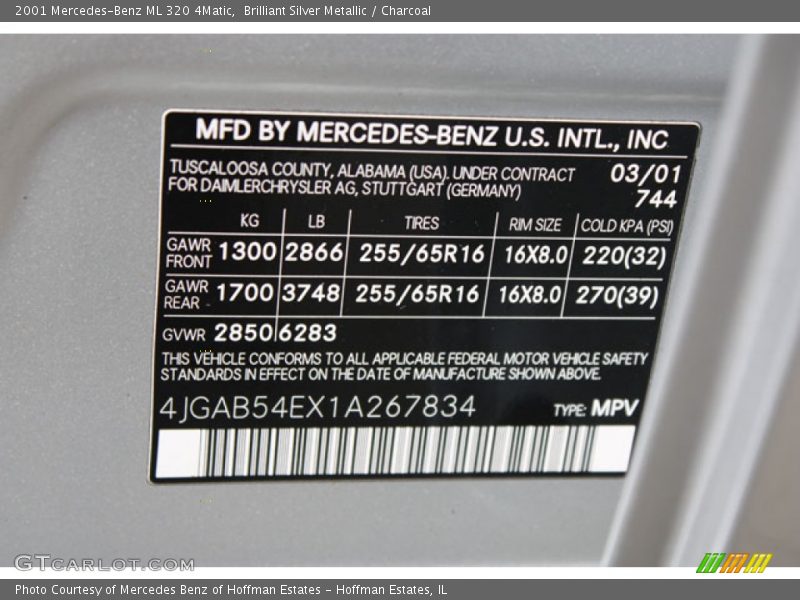 2001 Mercedes-Benz ML 320 4Matic, Brilliant Silver Metallic / Charcoal
MFD BY MERCEDES-BENZ U.S. INTL., INC
TUSCALOOSA COUNTY, ALABAMA (USA). UNDER CONTRACT 03/01
FOR DAIMLERCHRYSLER AG, STUTTGART (GERMANY) 744
KG LB TIRES RIM SIZE COLD KPA (PSI)
GAWR FRONT 1300 2866 255/65R16 16X8.0 220(32)
GAWR REAR 1700 3748 255/65R16 16X8.0 270(39)
GVWR 2850 6283
THIS VEHICLE CONFORMS TO ALL APPLICABLE FEDERAL MOTOR VEHICLE SAFETY
STANDARDS IN EFFECT ON THE DATE OF MANUFACTURE SHOWN ABOVE.
4JGAB54EX1A267834 TYPE: MPV
GTCARLOT.COM
Photo Courtesy of Mercedes Benz of Hoffman Estates - Hoffman Estates, IL